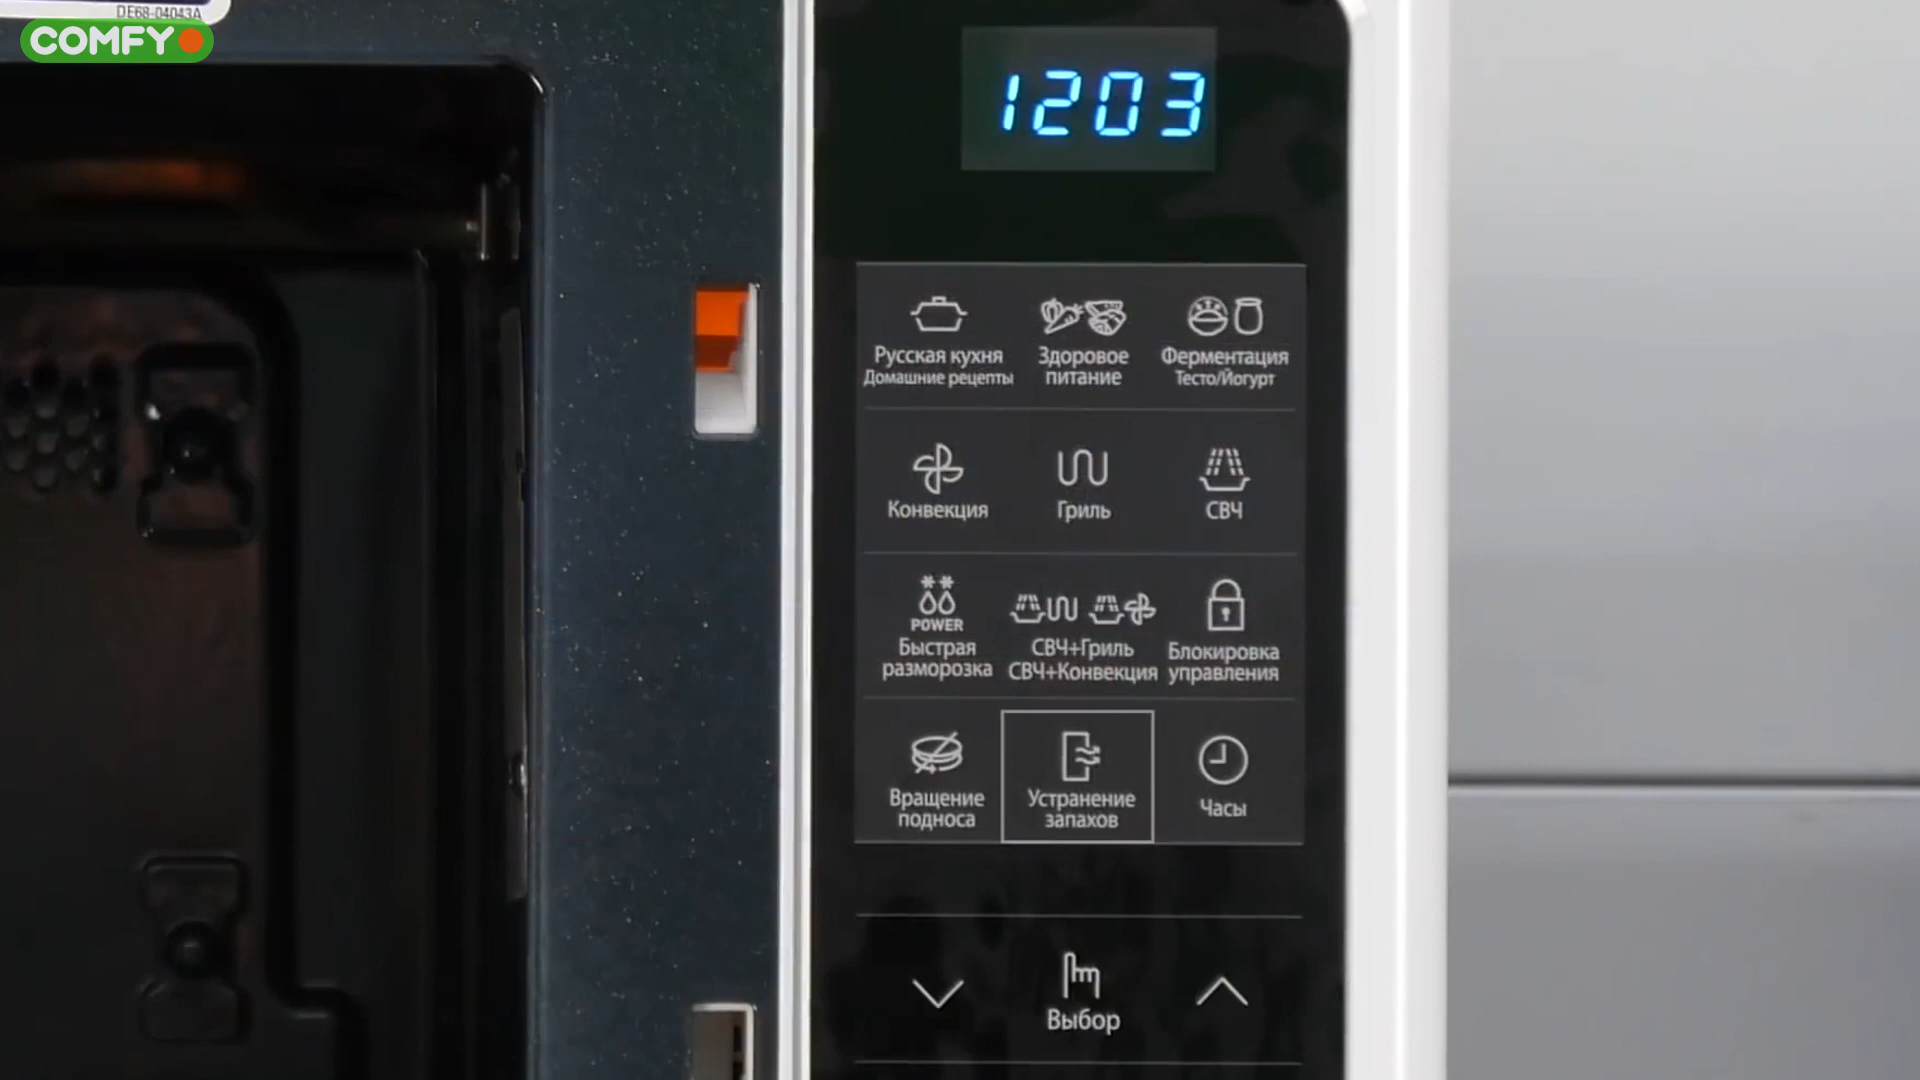 DE68-04043A
COMFY
1203
Русская кухня
Домашние рецепты
Здоровое
питание
Ферментация
Тесто/Йогурт
Конвекция
Гриль
СВЧ
POWER
Быстрая
разморозка
СВЧ+Гриль
СВЧ+Конвекция
Блокировка
управления
Вращение
подноса
Устранение
запахов
Часы
Выбор